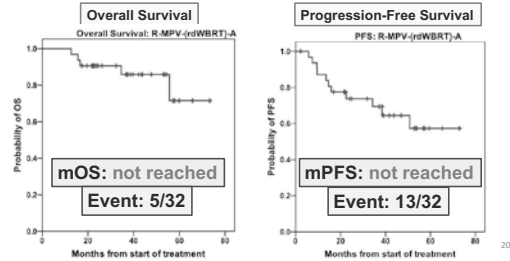 Overall Survival
Overall Survival: R-MPV-(rdWBRT)-A
Probability of OS
1.0
0.8
0.6
0.4
0.2
0.0
mOS: not reached
Event: 5/32
0 20 40 60 80
Months from start of treatment
Progression-Free Survival
PFS: R-MPV-(rdWBRT)-A
Probability of PFS
1.0
0.8
0.6
0.4
0.2
0.0
mPFS: not reached
Event: 13/32
0 20 40 60 80
Months from start of treatment
20